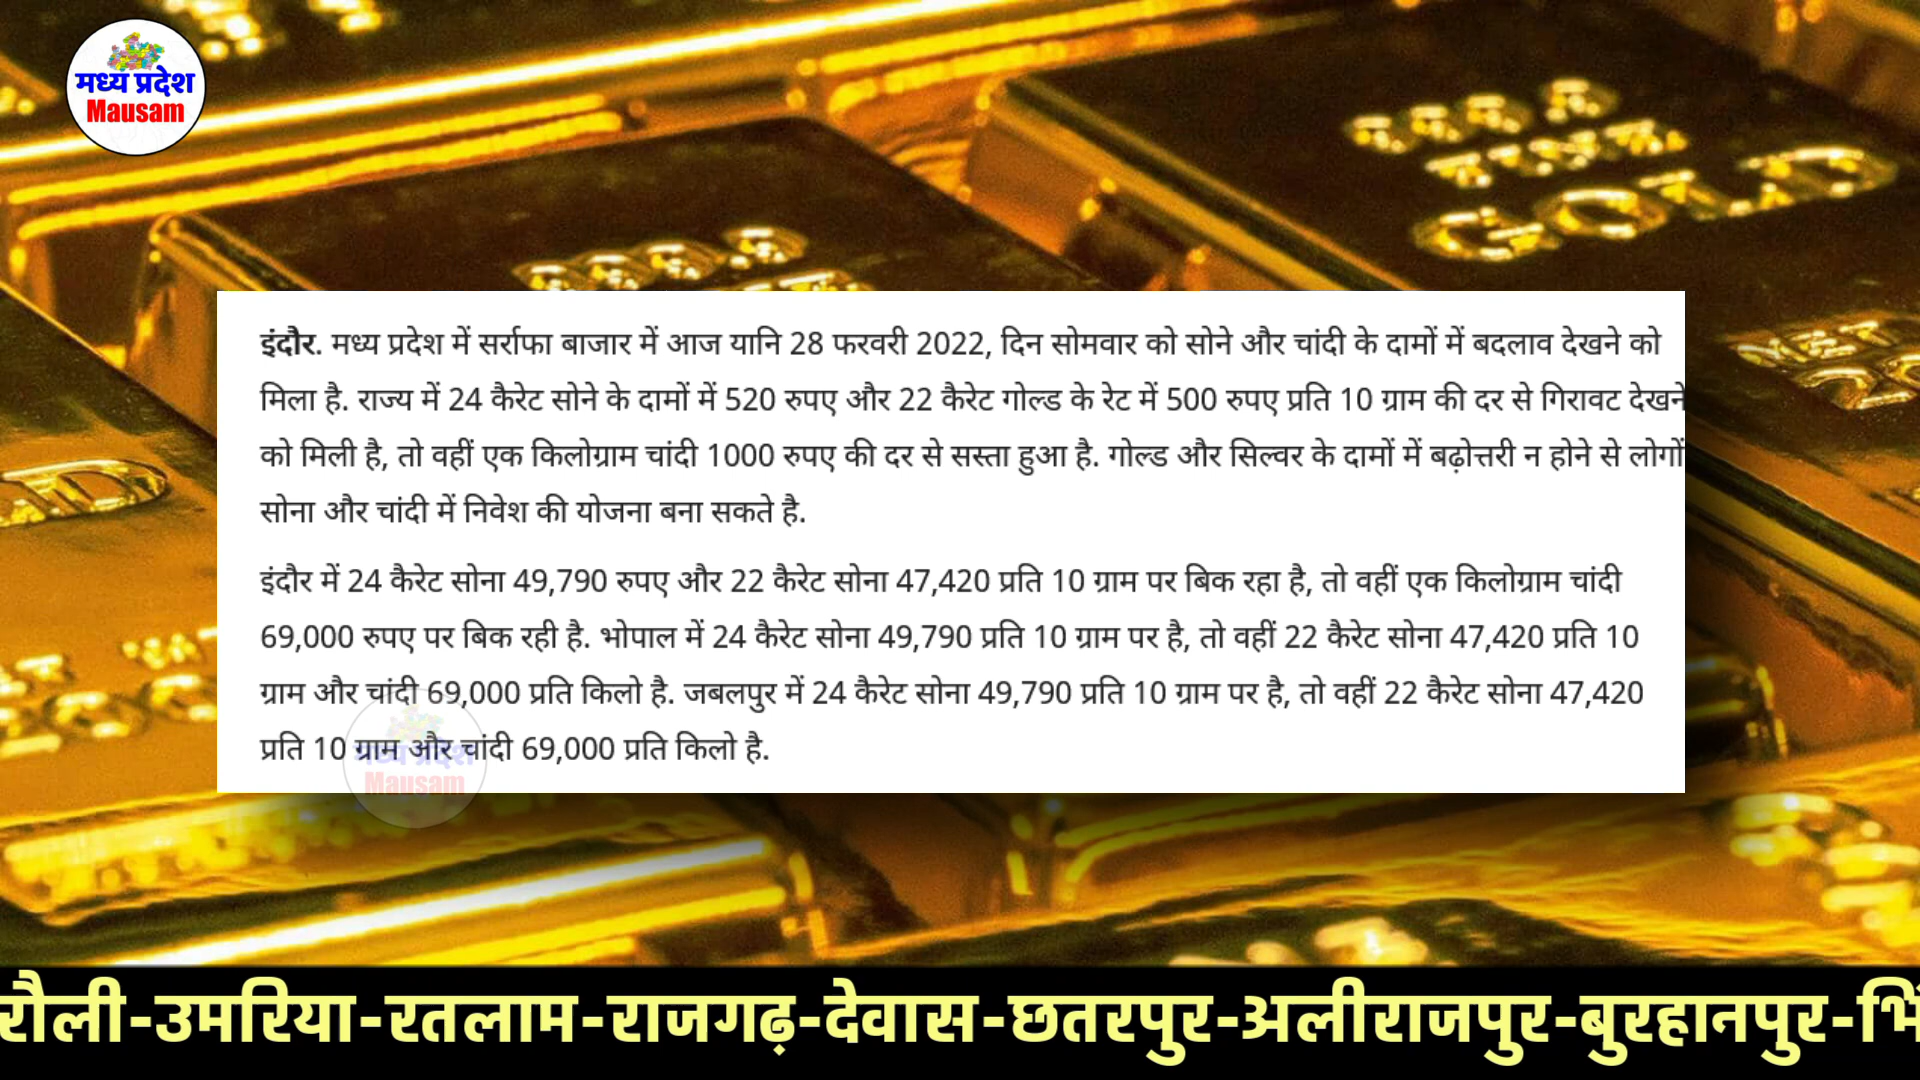 मध्य प्रदेश
Mausam
GOLD
इंदौर. मध्य प्रदेश में सर्राफा बाजार में आज यानि 28 फरवरी 2022, दिन सोमवार को सोने और चांदी के दामों में बदलाव देखने को
मिला है. राज्य में 24 कैरेट सोने के दामों में 520 रुपए और 22 कैरेट गोल्ड के रेट में 500 रुपए प्रति 10 ग्राम की दर से गिरावट देखने
को मिली है, तो वहीं एक किलोग्राम चांदी 1000 रुपए की दर से सस्ता हुआ है. गोल्ड और सिल्वर के दामों में बढ़ोत्तरी न होने से लोगों
सोना और चांदी में निवेश की योजना बना सकते है.
इंदौर में 24 कैरेट सोना 49,790 रुपए और 22 कैरेट सोना 47,420 प्रति 10 ग्राम पर बिक रहा है, तो वहीं एक किलोग्राम चांदी
69,000 रुपए पर बिक रही है. भोपाल में 24 कैरेट सोना 49,790 प्रति 10 ग्राम पर है, तो वहीं 22 कैरेट सोना 47,420 प्रति 10
ग्राम और चांदी 69,000 प्रति किलो है. जबलपुर में 24 कैरेट सोना 49,790 प्रति 10 ग्राम पर है, तो वहीं 22 कैरेट सोना 47,420
प्रति 10 ग्राम और चांदी 69,000 प्रति किलो है.
मध्य प्रदेश
Mausam
रौली-उमरिया-रतलाम-राजगढ़-देवास-छतरपुर-अलीराजपुर-बुरहानपुर-भिं